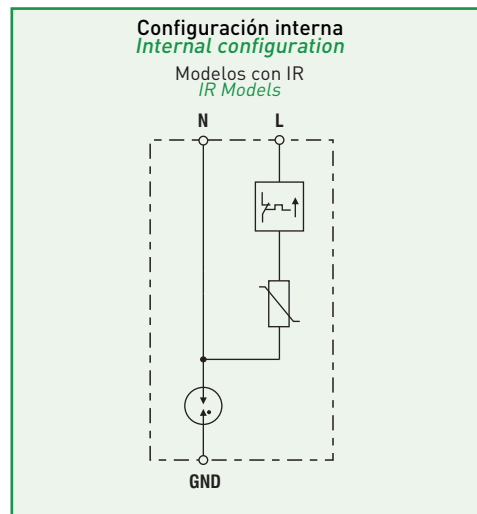 Configuración interna
Internal configuration
Modelos con IR
IR Models
N L
GND